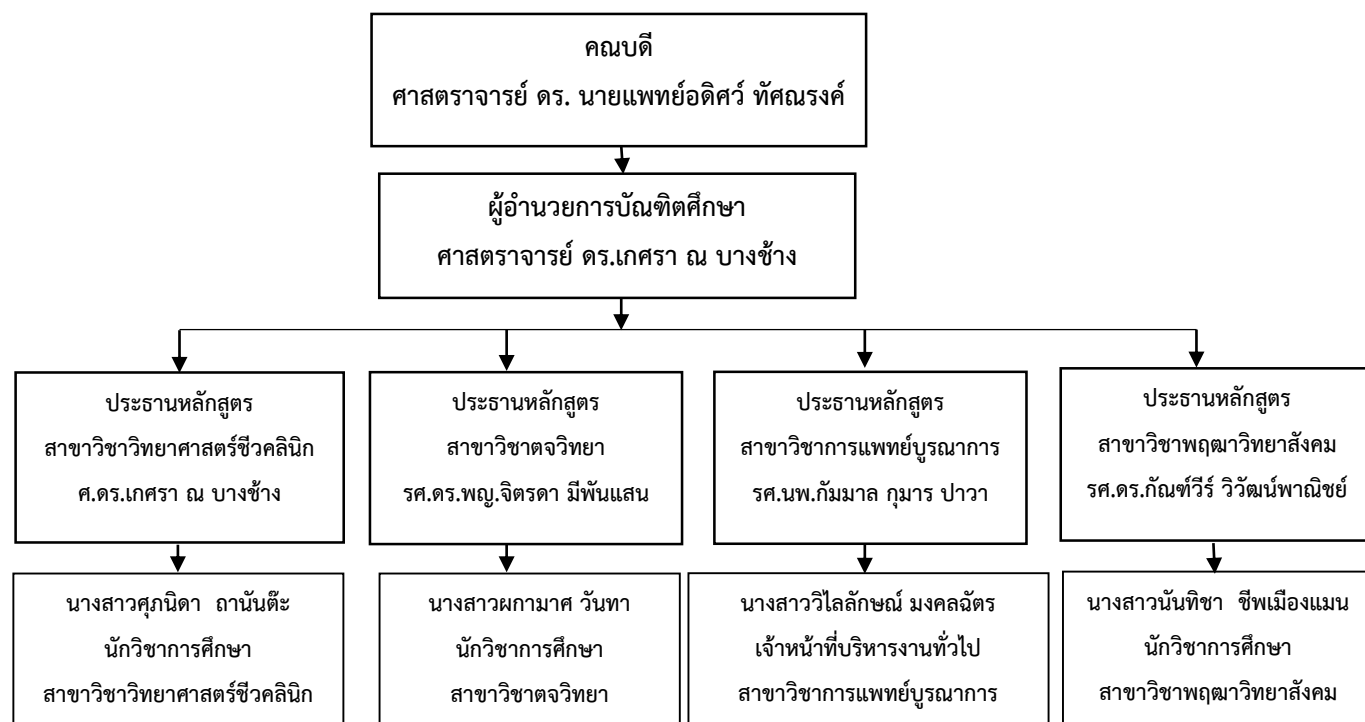 คณบดี
ศาสตราจารย์ ดร. นายแพทย์อดิศว์ ทัศณรงค์
ผู้อำนวยการบัณฑิตศึกษา
ศาสตราจารย์ ดร.เกศรา ณ บางช้าง
ประธานหลักสูตร
สาขาวิชาวิทยาศาสตร์ชีวคลินิก
ศ.ดร.เกศรา ณ บางช้าง
ประธานหลักสูตร
สาขาวิชาตจวิทยา
รศ.ดร.พญ.จิตรดา มีพันแสน
ประธานหลักสูตร
สาขาวิชาการแพทย์บูรณาการ
รศ.นพ.กัมมาล กุมาร ปาวา
ประธานหลักสูตร
สาขาวิชาพฤฒาวิทยาสังคม
รศ.ดร.กัณฑ์วีร์ วิวัฒน์พาณิชย์
นางสาวศุภนิดา ถานันต๊ะ
นักวิชาการศึกษา
สาขาวิชาวิทยาศาสตร์ชีวคลินิก
นางสาวผกามาศ วันทา
นักวิชาการศึกษา
สาขาวิชาตจวิทยา
นางสาววิไลลักษณ์ มงคลฉัตร
เจ้าหน้าที่บริหารงานทั่วไป
สาขาวิชาการแพทย์บูรณาการ
นางสาวนันทิชา ชีพเมืองแมน
นักวิชาการศึกษา
สาขาวิชาพฤฒาวิทยาสังคม